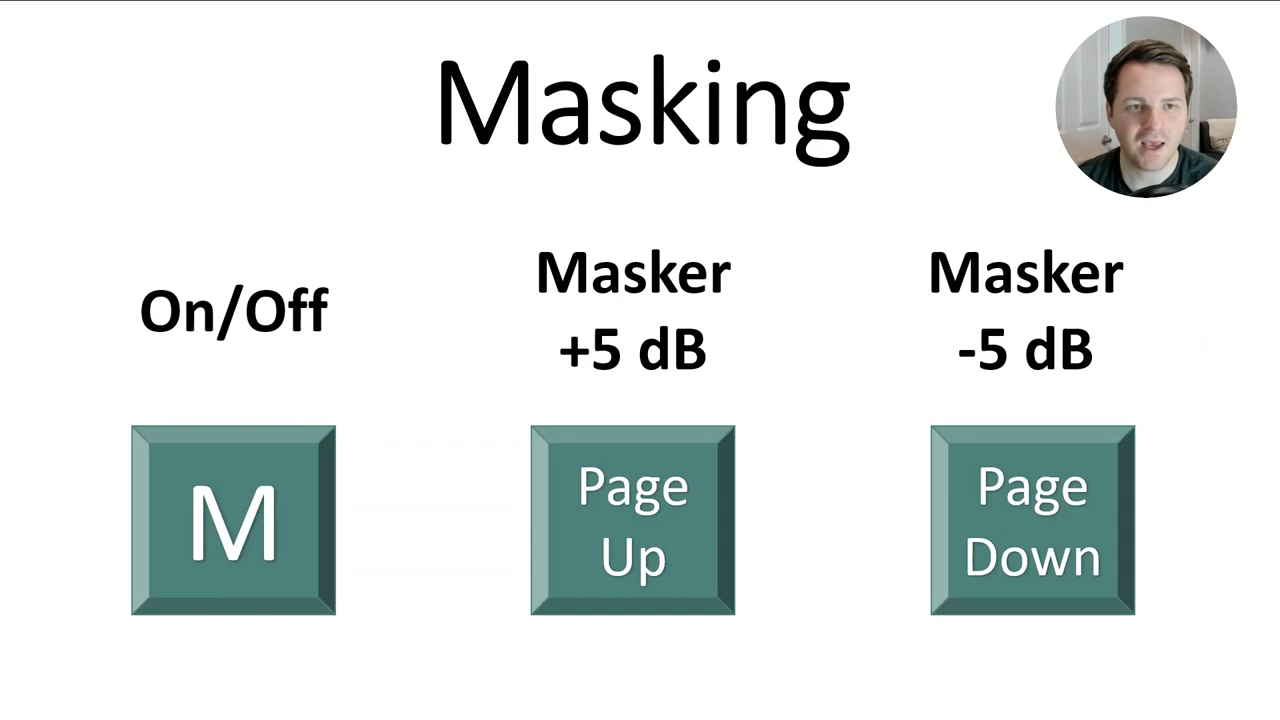 Masking
On/Off
Masker
+5 dB
Masker
-5 dB
M
Page
Up
Page
Down